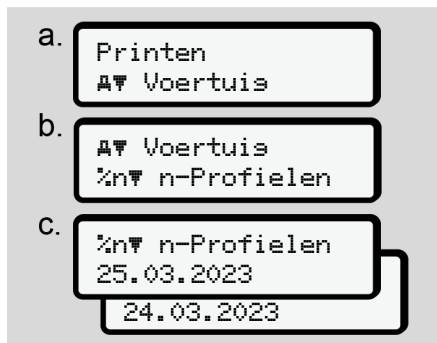 a.
Printen
A▼ Voertuig
b.
A▼ Voertuig
%n▼ n-Profielen
c.
%n▼ n-Profielen
25.03.2023
24.03.2023